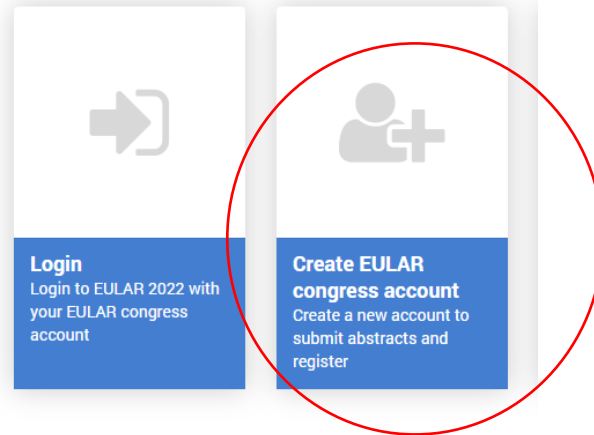 Login
Login to EULAR 2022 with
your EULAR congress
account
Create EULAR
congress account
Create a new account to
submit abstracts and
register